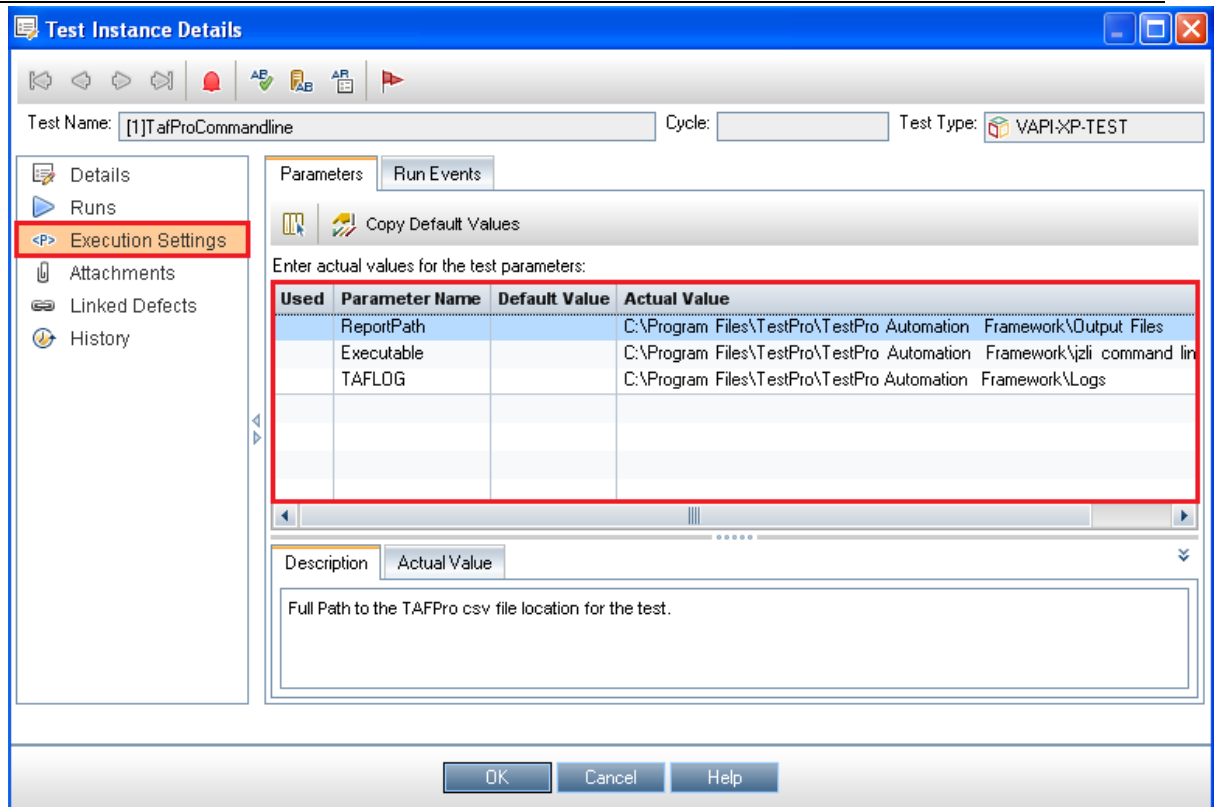 Test Instance Details
Test Name: [1]TafProCommandline Cycle: Test Type: VAPI-XP-TEST
Details
Runs
<P> Execution Settings
Attachments
Linked Defects
History
Parameters Run Events
Copy Default Values
Enter actual values for the test parameters:
Used Parameter Name Default Value Actual Value
ReportPath C:\Program Files\TestPro\TestPro Automation Framework\Output Files
Executable C:\Program Files\TestPro\TestPro Automation Framework\jzli command lin
TAFLOG C:\Program Files\TestPro\TestPro Automation Framework\Logs
Description Actual Value
Full Path to the TAFPro csv file location for the test.
OK Cancel Help